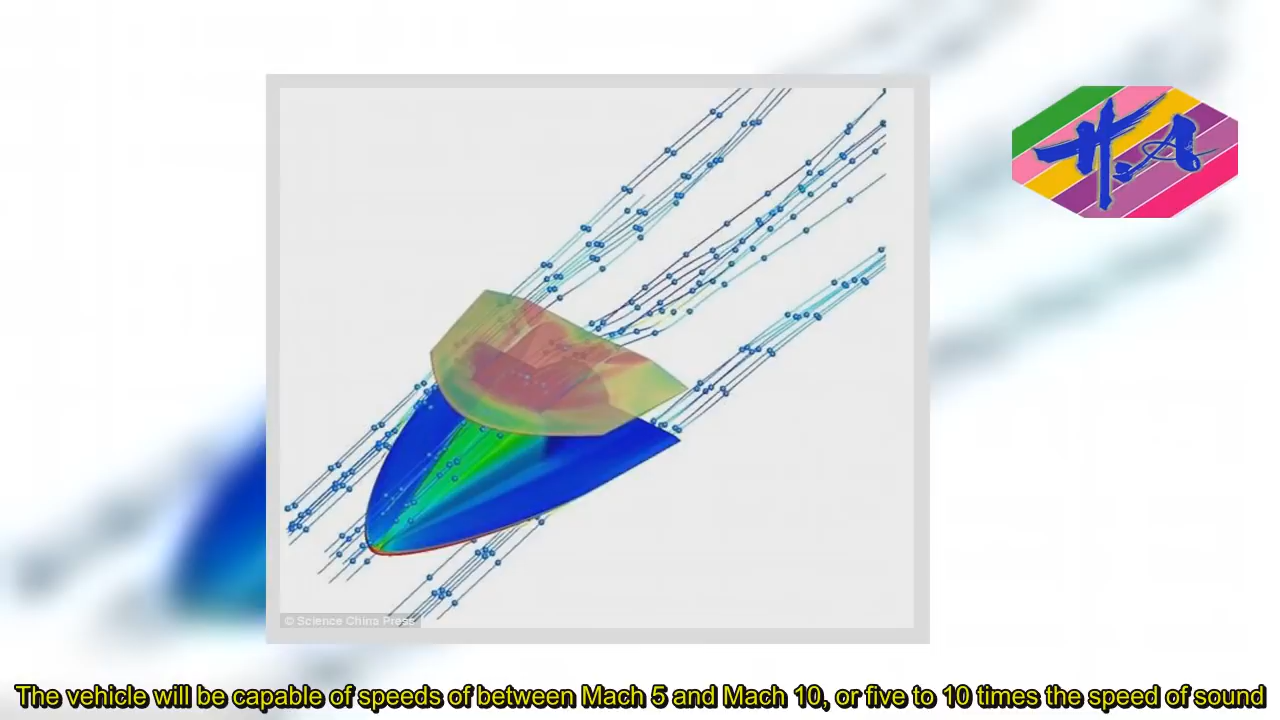 H.A
© Science China Press
The vehicle will be capable of speeds of between Mach 5 and Mach 10, or five to 10 times the speed of sound